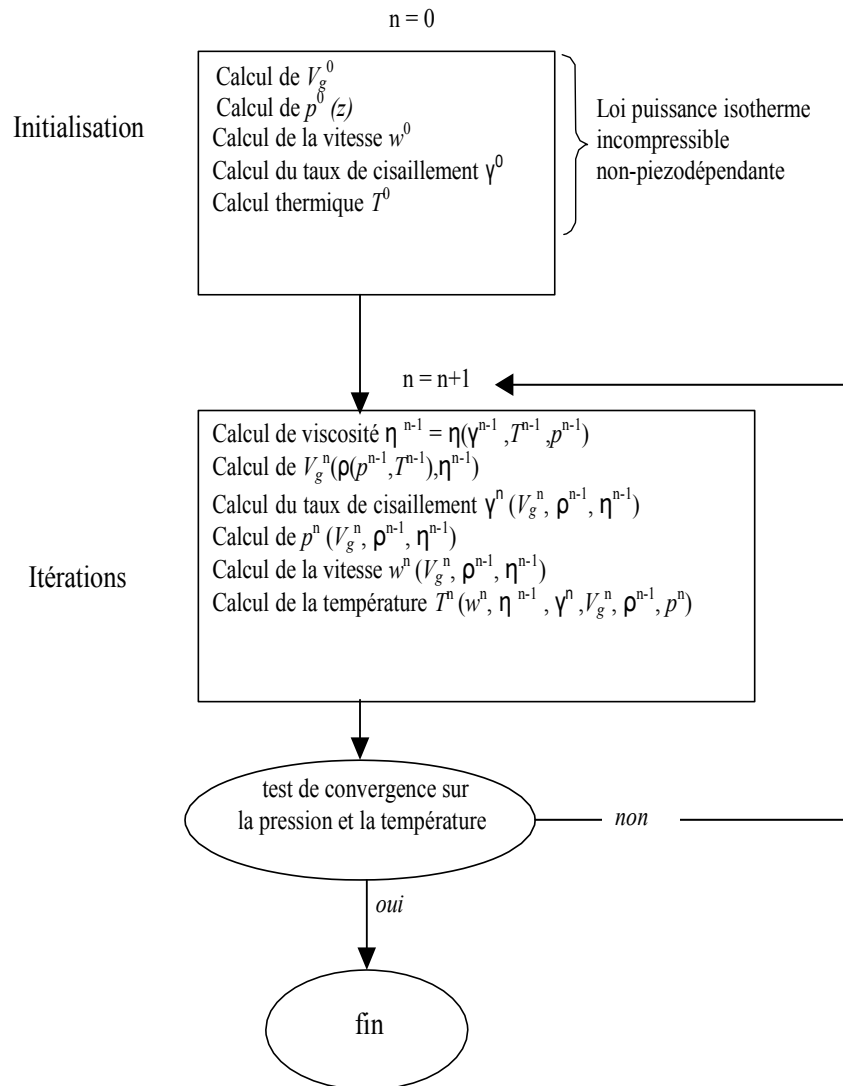 n = 0
Initialisation
Calcul de V_g^0
Calcul de p^0 (z)
Calcul de la vitesse w^0
Calcul du taux de cisaillement γ^0
Calcul thermique T^0
Loi puissance isotherme
incompressible
non-piezodépendante
n = n+1
Itérations
Calcul de viscosité η^n-1 = η(γ^n-1 ,T^n-1 ,p^n-1)
Calcul de V_g^n(ρ(p^n-1,T^n-1),η^n-1)
Calcul du taux de cisaillement γ^n (V_g^n, ρ^n-1, η^n-1)
Calcul de p^n (V_g^n, ρ^n-1, η^n-1)
Calcul de la vitesse w^n (V_g^n, ρ^n-1, η^n-1)
Calcul de la température T^n (w^n, η^n-1 , γ^n ,V_g^n, ρ^n-1, p^n)
test de convergence sur
la pression et la température
non
oui
fin